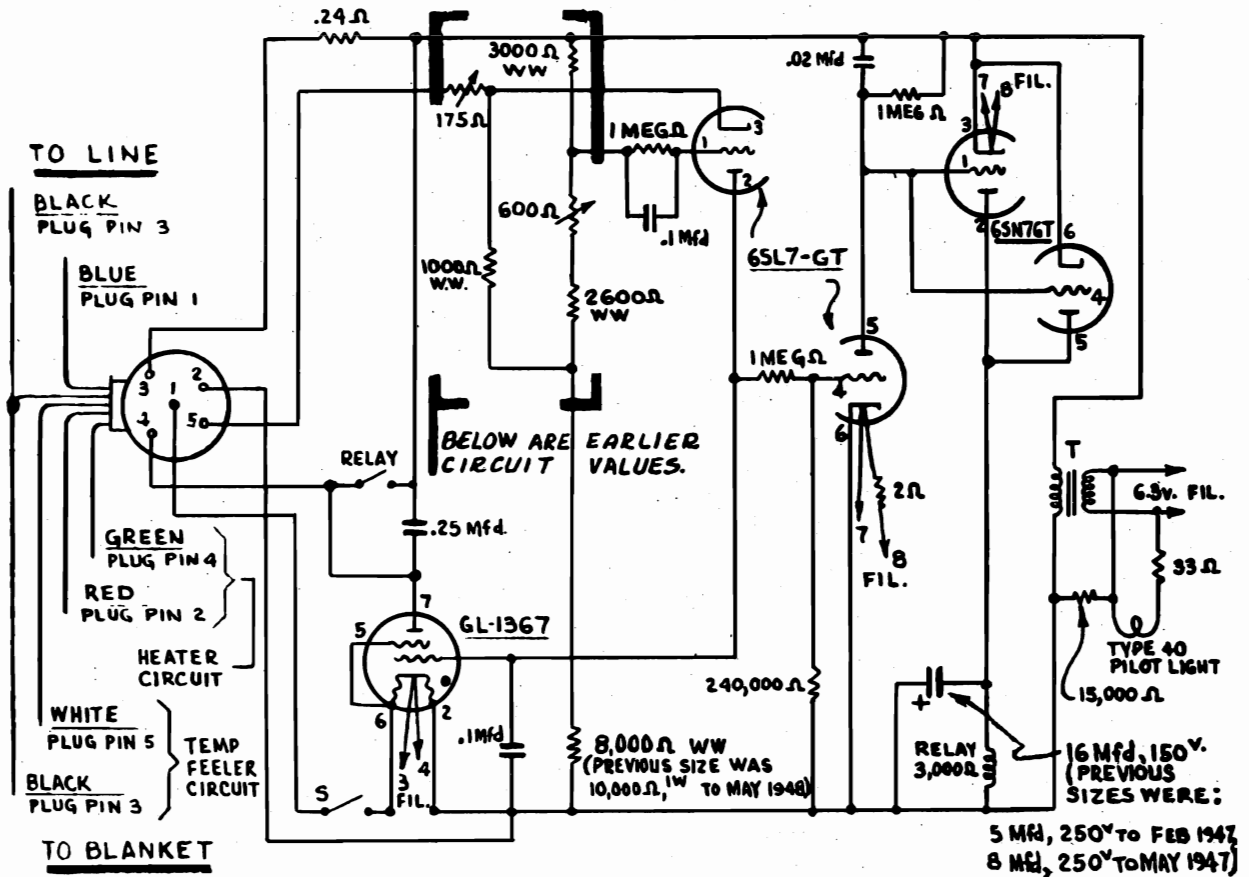 .24Ω
3000Ω
WW
175Ω
1 MEGΩ
1
3
2
.1 Mfd
600Ω
1000Ω
W.W.
2600Ω
WW
6SL7-GT
.02 Mfd
1MEGΩ
7
8 FIL.
3
1
2
6SN7GT
6
4
5
TO LINE
BLACK
PLUG PIN 3
BLUE
PLUG PIN 1
3
1
2
4
5
1MEGΩ
5
4
6
2Ω
7
8
FIL.
BELOW ARE EARLIER
CIRCUIT VALUES.
RELAY
.25 Mfd.
GREEN
PLUG PIN 4
RED
PLUG PIN 2
HEATER
CIRCUIT
WHITE
PLUG PIN 5
BLACK
PLUG PIN 3
TEMP
FEELER
CIRCUIT
TO BLANKET
7
5
GL-1367
6
2
3
4
FIL.
.1Mfd
S
8,000Ω WW
(PREVIOUS SIZE WAS
10,000Ω, 1W TO MAY 1948)
240,000Ω
T
6.3v. FIL.
33Ω
TYPE 40
PILOT LIGHT
15,000Ω
+
RELAY
3,000Ω
16 Mfd, 150V.
(PREVIOUS
SIZES WERE:
5 Mfd, 250V TO FEB 1947,
8 Mfd, 250V TO MAY 1947)